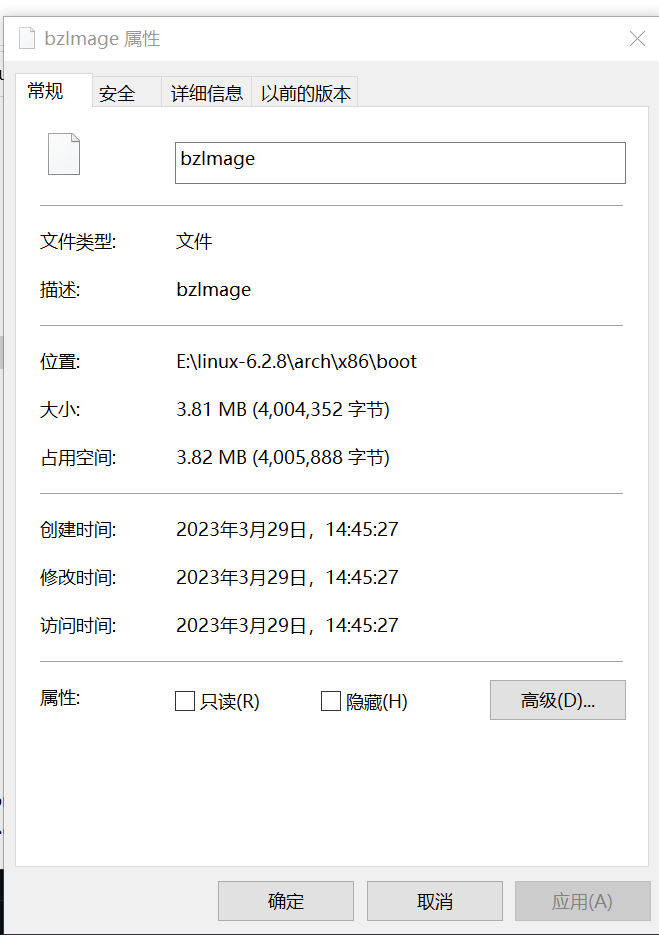 bzImage 属性
常规 安全 详细信息 以前的版本
bzImage
文件类型: 文件
描述: bzImage
位置: E:\linux-6.2.8\arch\x86\boot
大小: 3.81 MB (4,004,352 字节)
占用空间: 3.82 MB (4,005,888 字节)
创建时间: 2023年3月29日，14:45:27
修改时间: 2023年3月29日，14:45:27
访问时间: 2023年3月29日，14:45:27
属性: 只读(R) 隐藏(H) 高级(D)...
确定 取消 应用(A)